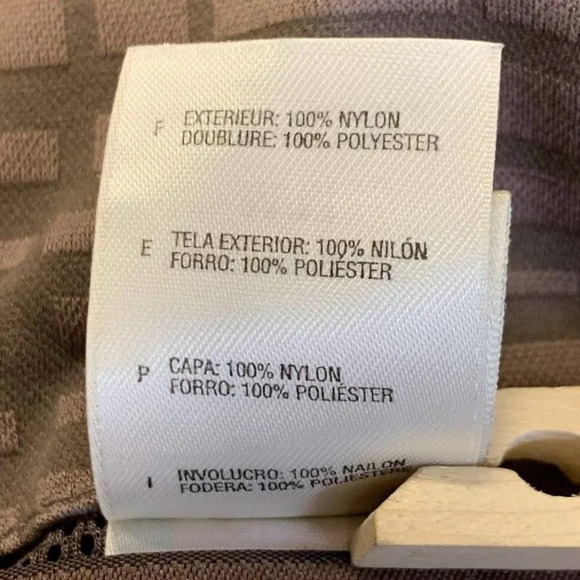 F EXTERIEUR: 100% NYLON
DOUBLURE: 100% POLYESTER
E TELA EXTERIOR: 100% NILÓN
FORRO: 100% POLIÉSTER
P CAPA: 100% NYLON
FORRO: 100% POLIÉSTER
I INVOLUCRO: 100% NAILON
FODERA: 100% POLIESTERE